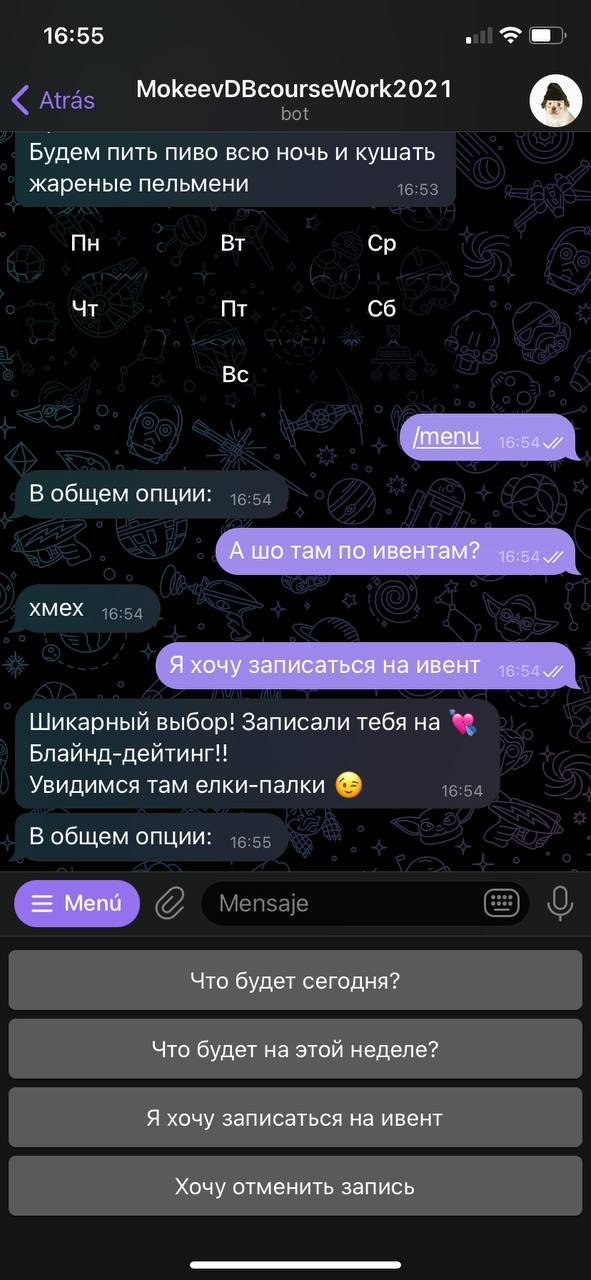 16:55
Atrás
MokeevDBcourseWork2021
bot
Будем пить пиво всю ночь и кушать
жареные пельмени 16:53
Пн Вт Ср
Чт Пт Сб
Вс
/menu 16:54
В общем опции: 16:54
А шо там по ивентам? 16:54
хмех 16:54
Я хочу записаться на ивент 16:54
Шикарный выбор! Записали тебя на 💘
Блайнд-дейтинг!!
Увидимся там елки-палки 😉 16:54
В общем опции: 16:55
Menú Mensaje
Что будет сегодня?
Что будет на этой неделе?
Я хочу записаться на ивент
Хочу отменить запись